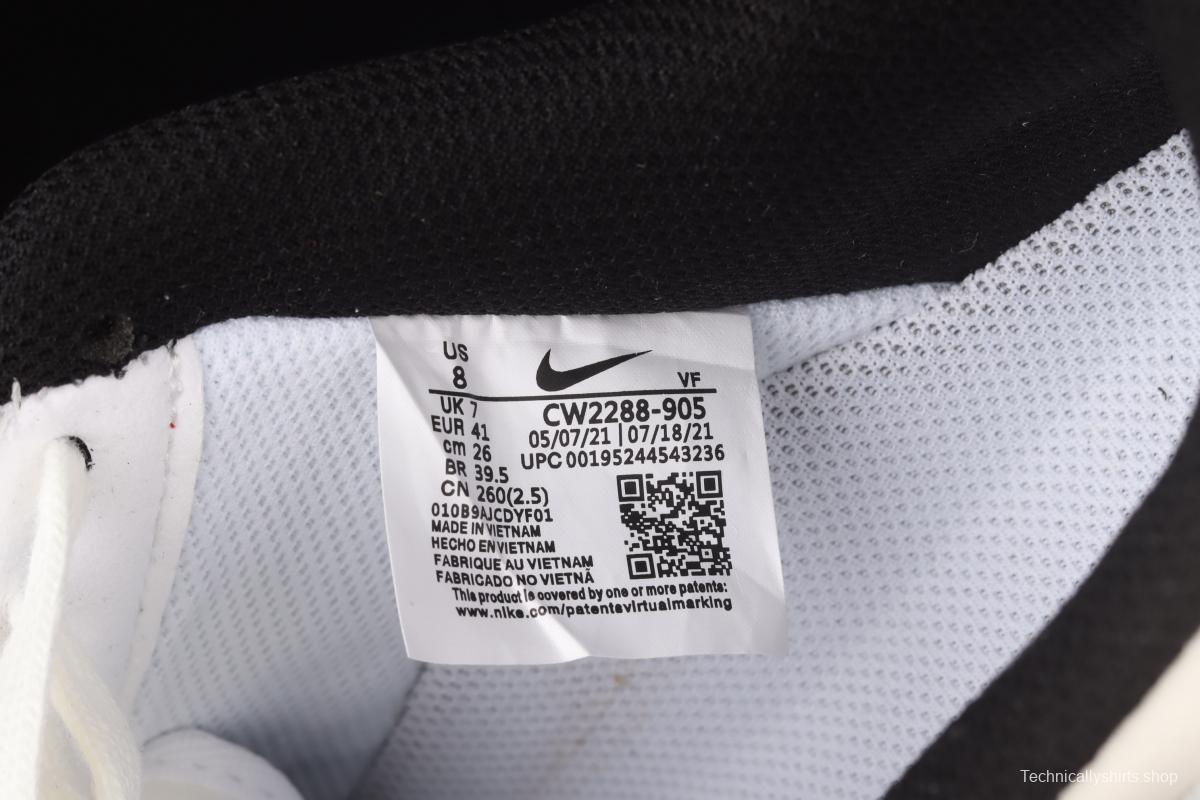 US
8
VF
UK 7
EUR 41
cm 26
BR 39.5
CN 260(2.5)
CW2288-905
05/07/21 | 07/18/21
UPC 00195244543236
010B9AJCDYF01
MADE IN VIETNAM
HECHO EN VIETNAM
FABRIQUE AU VIETNAM
FABRICADO NO VIETNÃ
This product is covered by one or more patents:
www.nike.com/patentsvirtualmarking
Technicallyshirts.shop